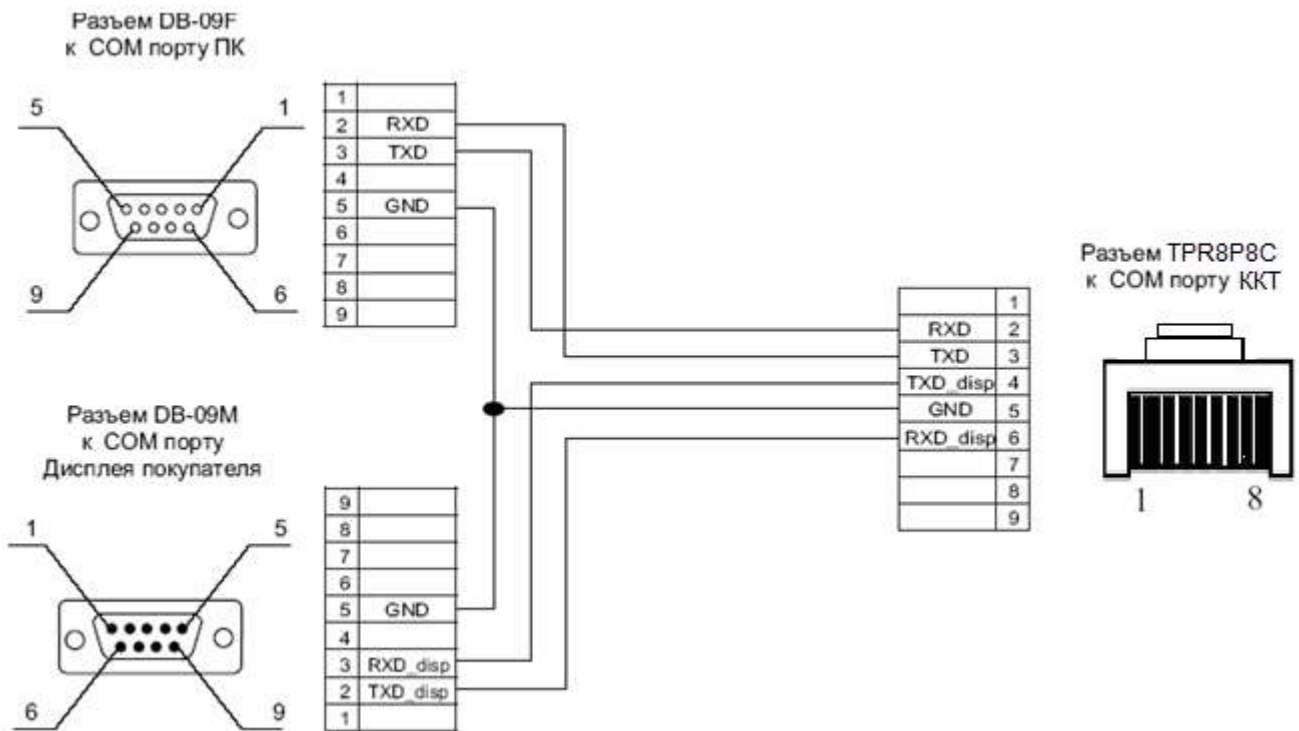 Разъем DB-09F
к COM порту ПК
5
1
9
6
1
2 RXD
3 TXD
4
5 GND
6
7
8
9
Разъем TPR8P8C
к COM порту ККТ
1
RXD 2
TXD 3
TXD_disp 4
GND 5
RXD_disp 6
7
8
9
1
8
Разъем DB-09M
к COM порту
Дисплея покупателя
1
5
6
9
9
8
7
6
5 GND
4
3 RXD_disp
2 TXD_disp
1